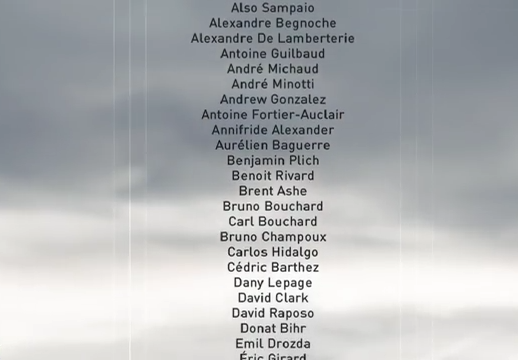 Also Sampaio
Alexandre Begnoche
Alexandre De Lamberterie
Antoine Guilbaud
André Michaud
André Minotti
Andrew Gonzalez
Antoine Fortier-Auclair
Annifride Alexander
Aurélien Baguerre
Benjamin Plich
Benoit Rivard
Brent Ashe
Bruno Bouchard
Carl Bouchard
Bruno Champoux
Carlos Hidalgo
Cédric Barthez
Dany Lepage
David Clark
David Raposo
Donat Bihr
Emil Drozda
Éric Girard